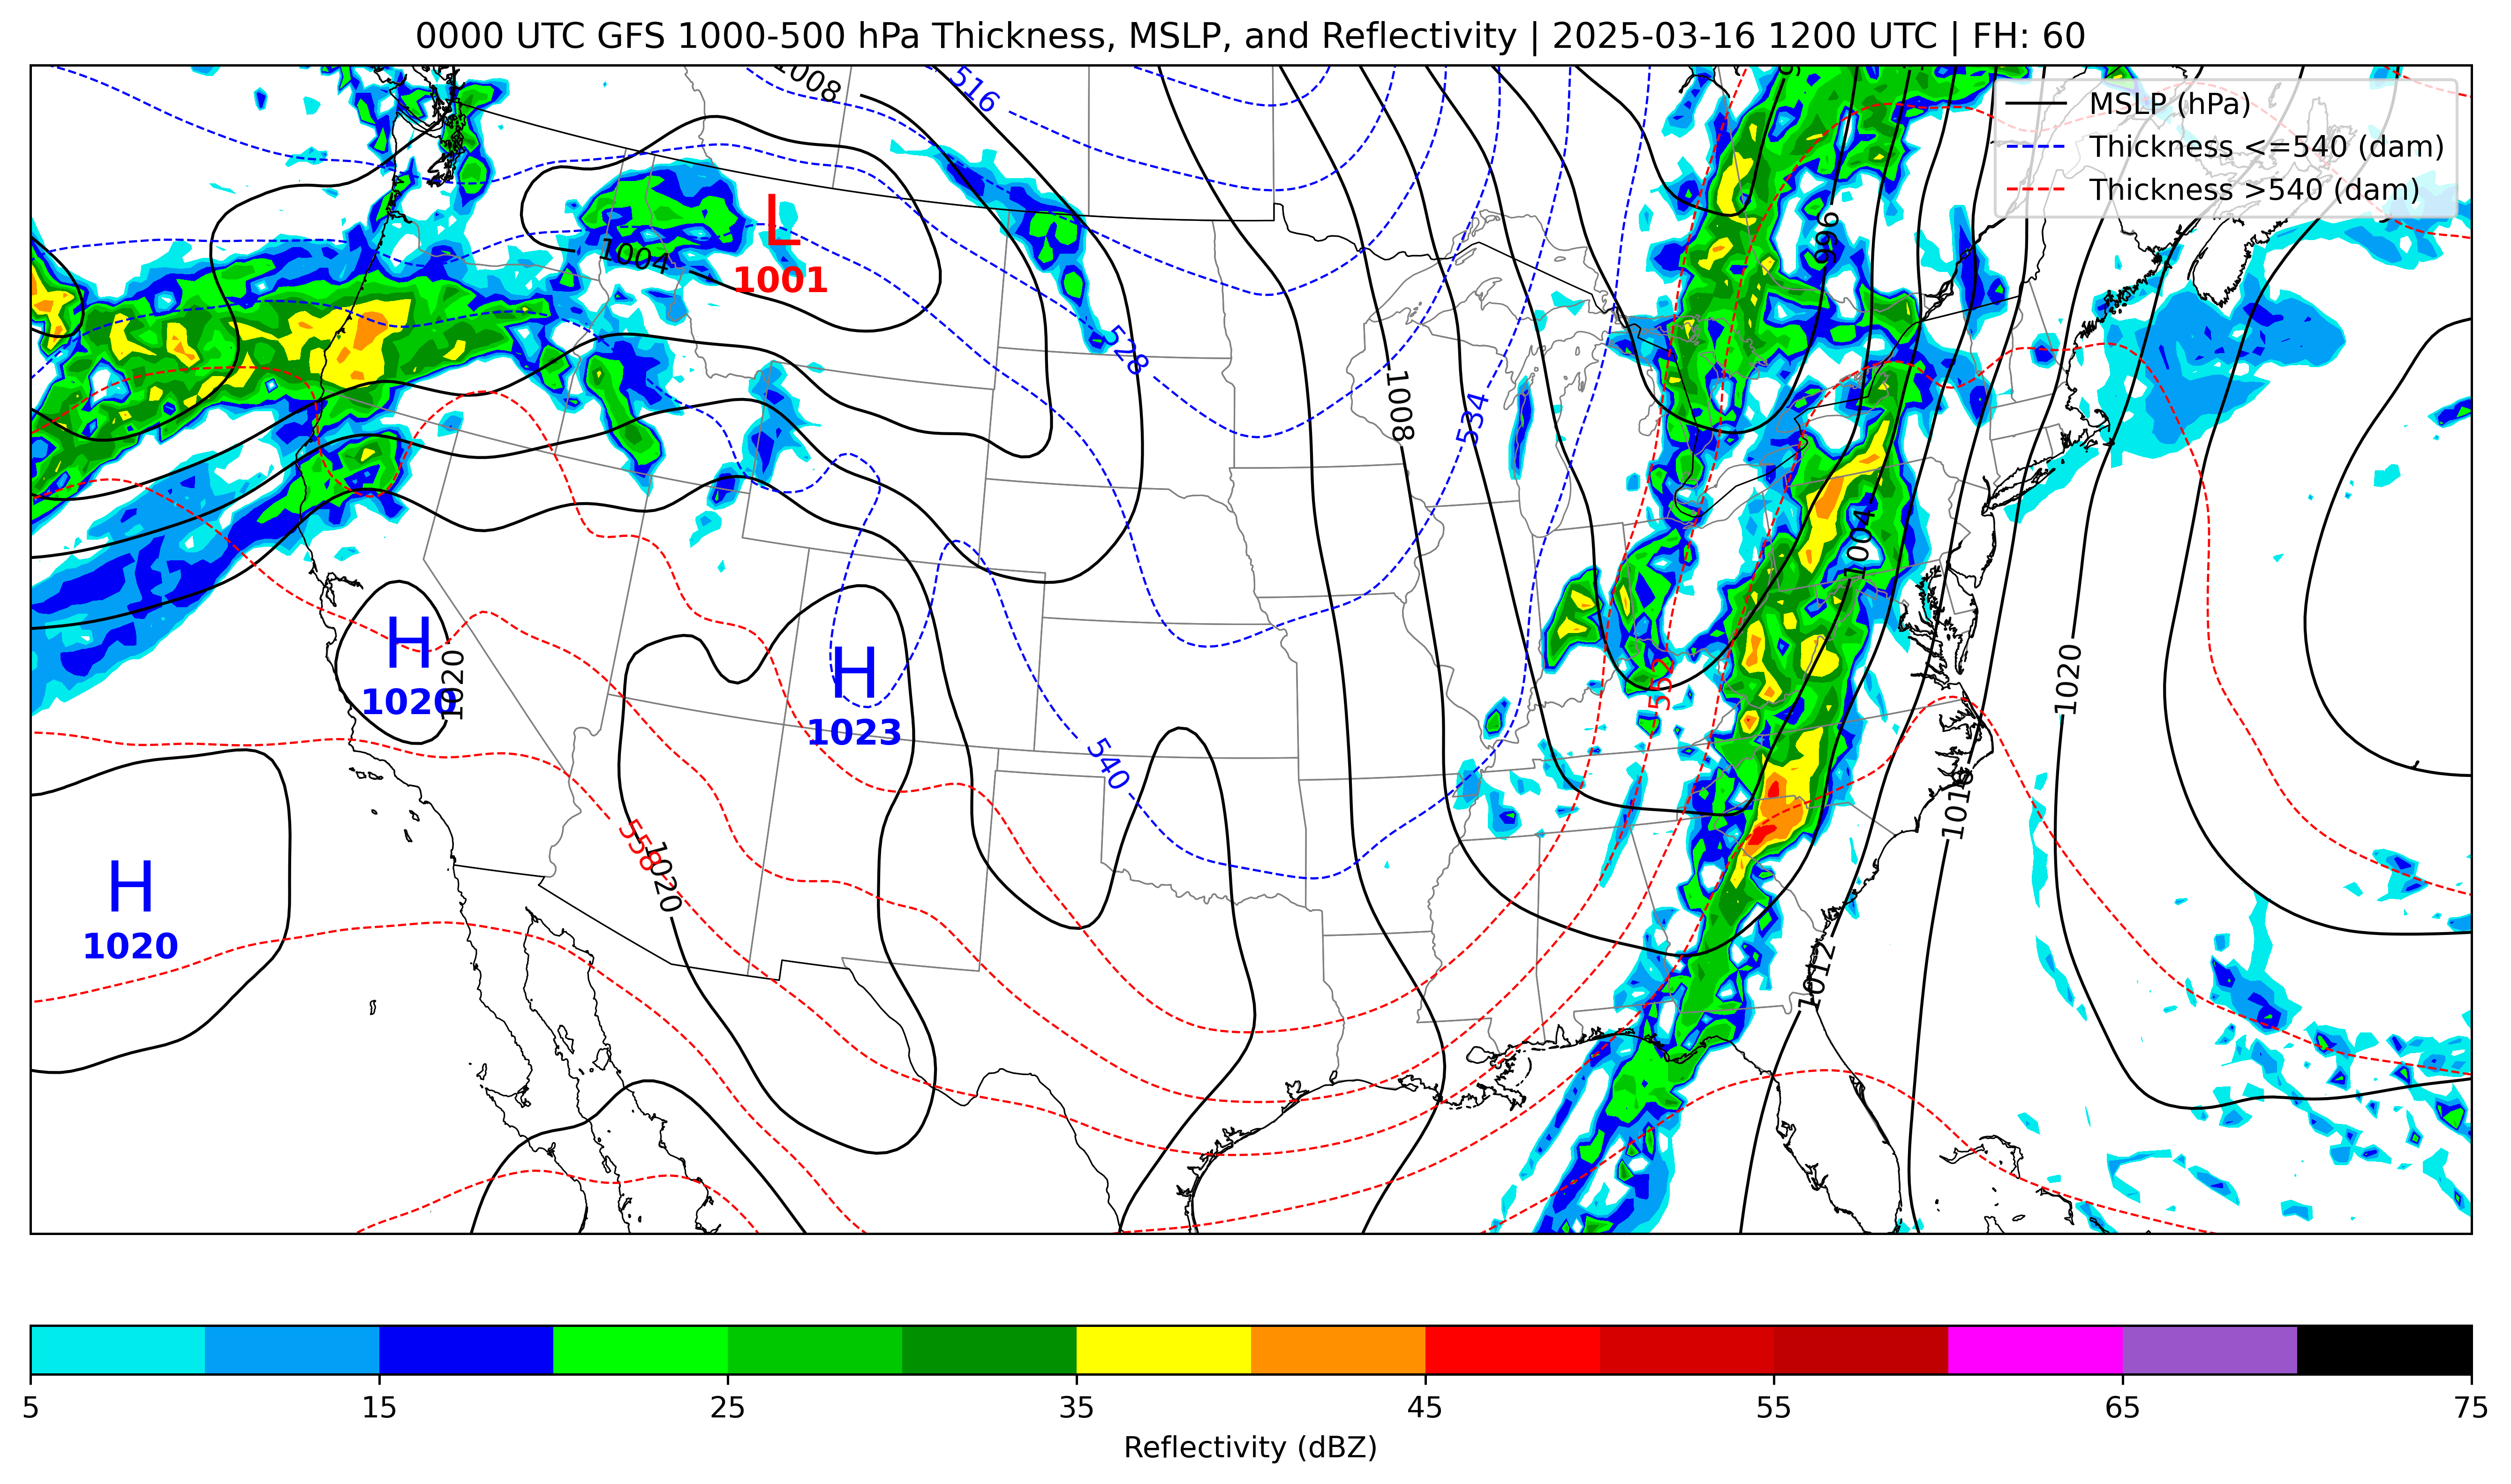 0000 UTC GFS 1000-500 hPa Thickness, MSLP, and Reflectivity | 2025-03-16 1200 UTC | FH: 60
MSLP (hPa)
Thickness <=540 (dam)
Thickness >540 (dam)
1008
516
996
L
1001
1004
528
1008
534
1004
H
1020
1020
H
1023
1020
540
1016
558
1020
H
1020
1012
5 15 25 35 45 55 65 75
Reflectivity (dBZ)